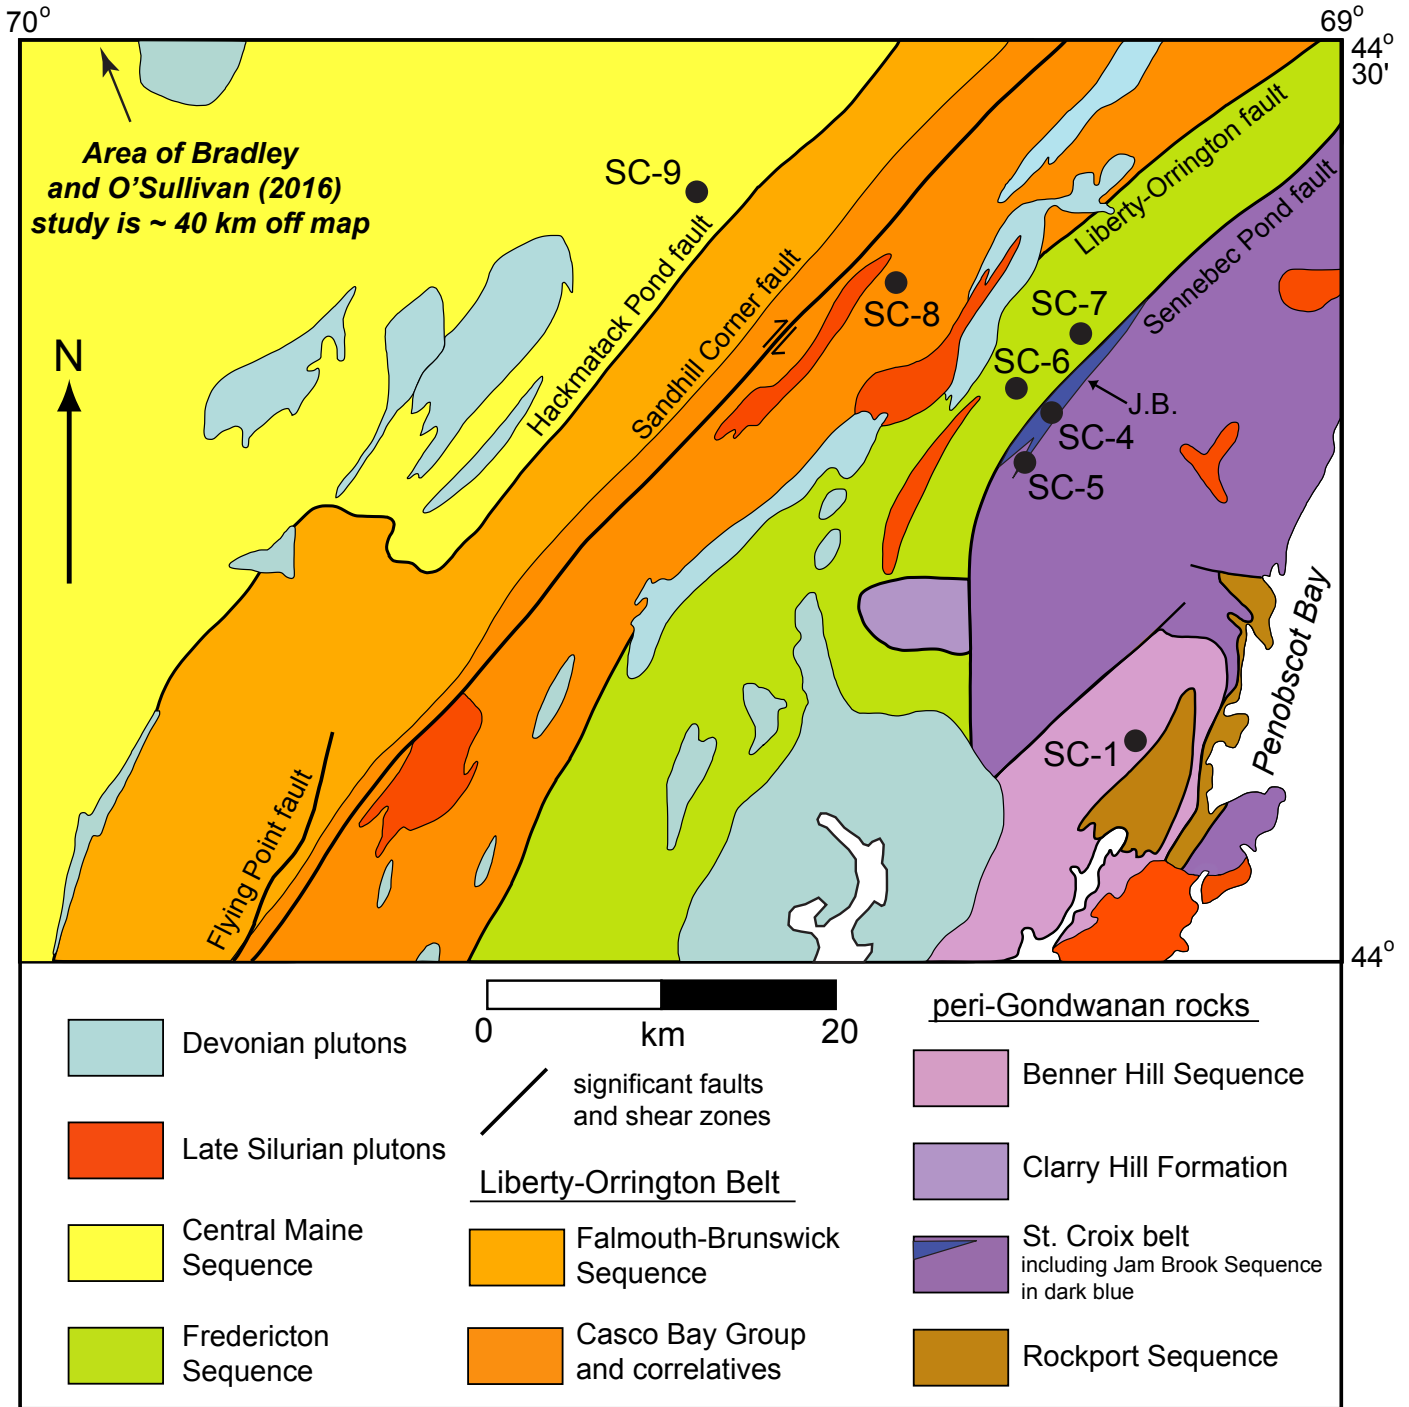 70°
69°
44°
30'
Area of Bradley
and O'Sullivan (2016)
study is ~ 40 km off map
N
SC-9
Hackmatack Pond fault
Sandhill Corner fault
SC-8
Liberty-Orrington fault
Sennebec Pond fault
SC-7
SC-6
J.B.
SC-4
SC-5
Penobscot Bay
SC-1
Flying Point fault
44°
0
km
20
significant faults
and shear zones
Devonian plutons
Late Silurian plutons
Central Maine
Sequence
Fredericton
Sequence
Liberty-Orrington Belt
Falmouth-Brunswick
Sequence
Casco Bay Group
and correlatives
peri-Gondwanan rocks
Benner Hill Sequence
Clarry Hill Formation
St. Croix belt
including Jam Brook Sequence
in dark blue
Rockport Sequence